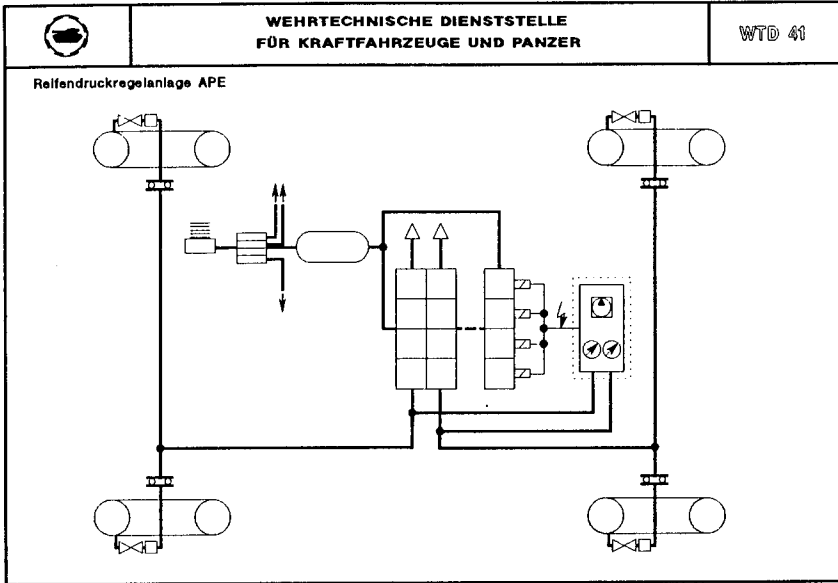 WEHRTECHNISCHE DIENSTSTELLE
FÜR KRAFTFAHRZEUGE UND PANZER
WTD 41
Reifendruckregelanlage APE